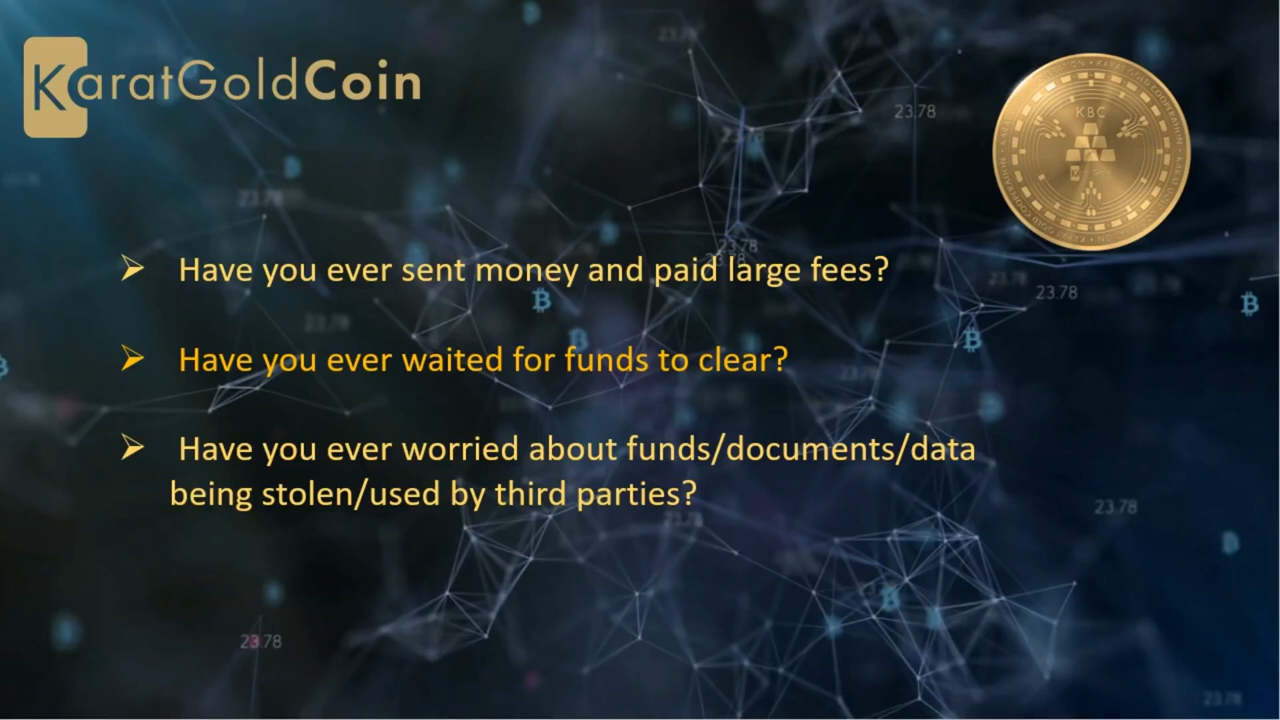 KaratGoldCoin
KBC
23.78
23.78
Have you ever sent money and paid large fees?
23.78
Have you ever waited for funds to clear?
Have you ever worried about funds/documents/data
being stolen/used by third parties?
23.78
23.78